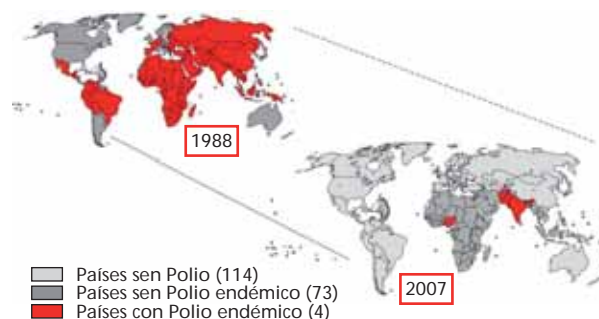 1988
2007
Países sen Polio (114)
Países sen Polio endémico (73)
Países con Polio endémico (4)